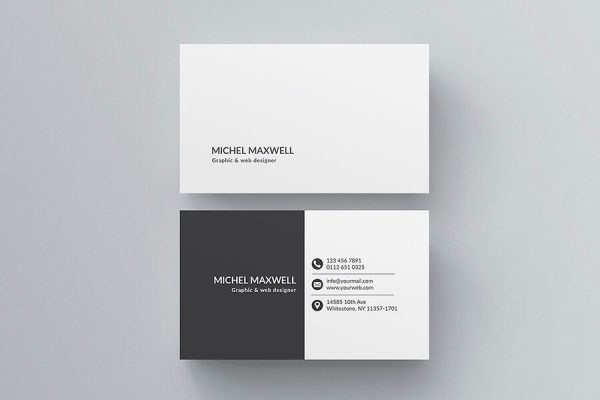 MICHEL MAXWELL
Graphic & web designer
MICHEL MAXWELL
Graphic & web designer
123 456 7891
0112 651 0325
info@yourmail.com
www.yourweb.com
14585 10th Ave
Whitestone, NY 11357-1701